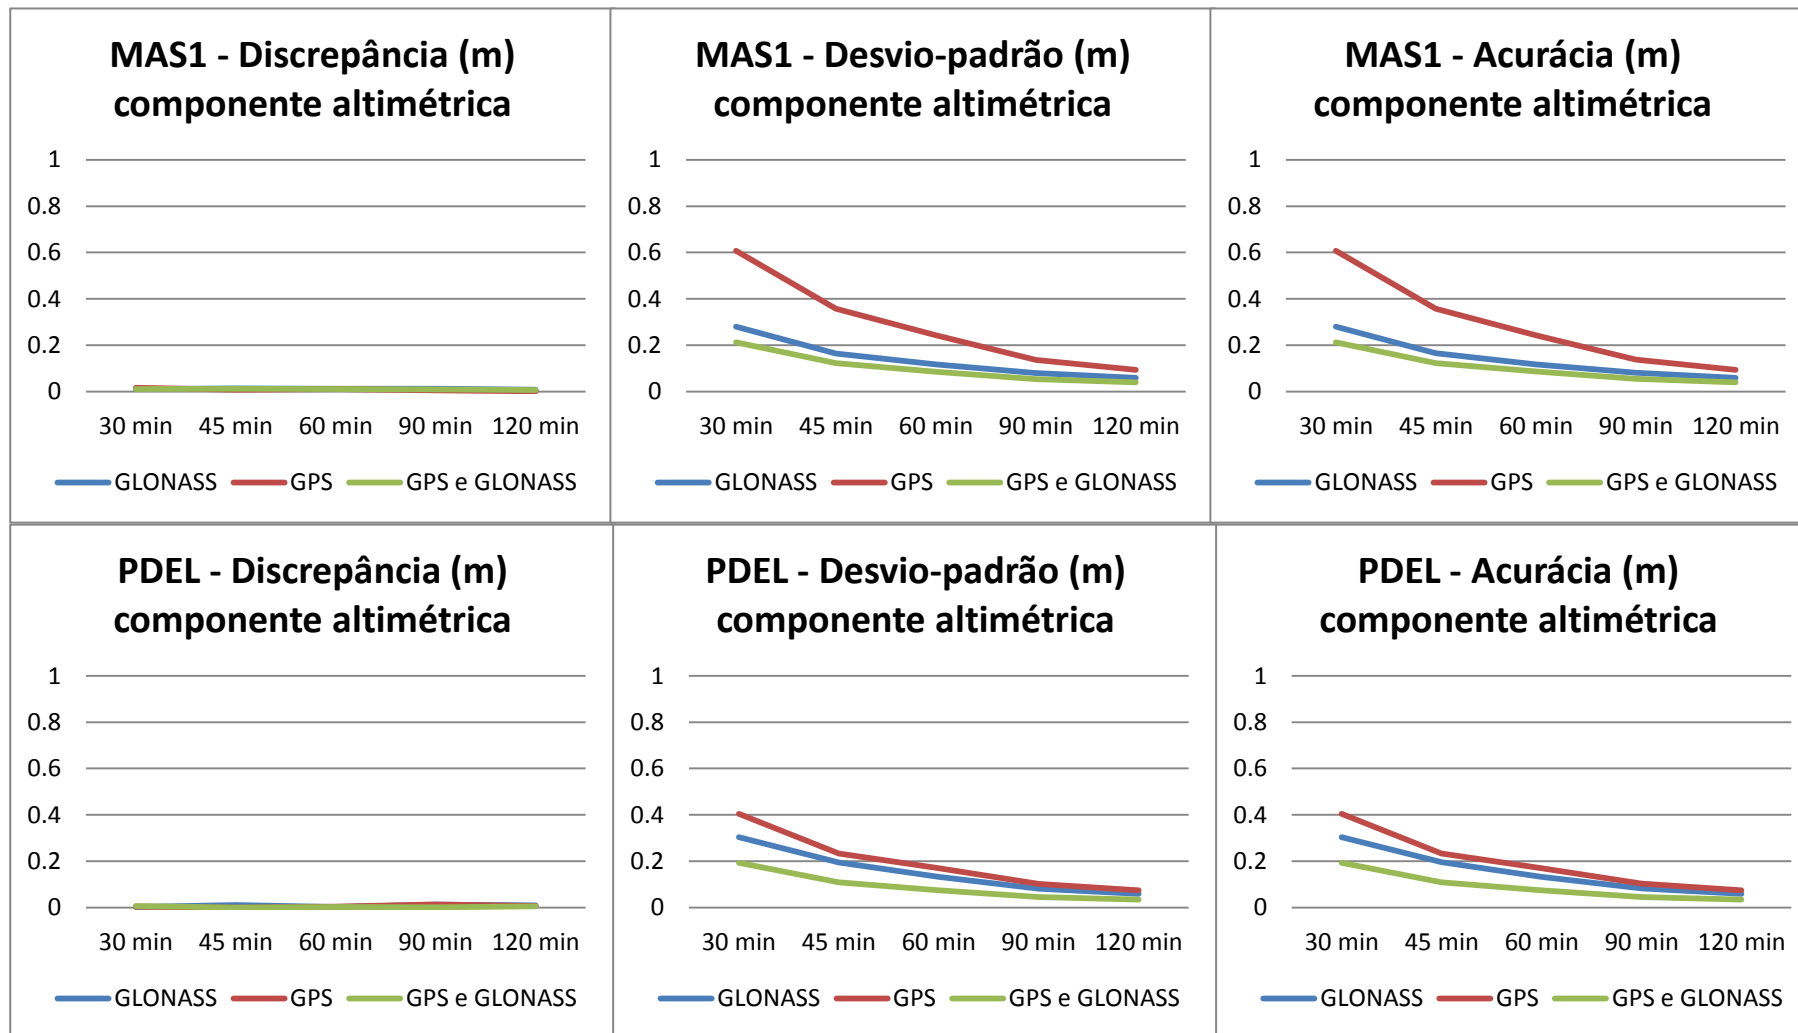 MAS1 - Discrepância (m)
componente altimétrica
1
0.8
0.6
0.4
0.2
0
30 min 45 min 60 min 90 min 120 min
GLONASS GPS GPS e GLONASS
MAS1 - Desvio-padrão (m)
componente altimétrica
1
0.8
0.6
0.4
0.2
0
30 min 45 min 60 min 90 min 120 min
GLONASS GPS GPS e GLONASS
MAS1 - Acurácia (m)
componente altimétrica
1
0.8
0.6
0.4
0.2
0
30 min 45 min 60 min 90 min 120 min
GLONASS GPS GPS e GLONASS
PDEL - Discrepância (m)
componente altimétrica
1
0.8
0.6
0.4
0.2
0
30 min 45 min 60 min 90 min 120 min
GLONASS GPS GPS e GLONASS
PDEL - Desvio-padrão (m)
componente altimétrica
1
0.8
0.6
0.4
0.2
0
30 min 45 min 60 min 90 min 120 min
GLONASS GPS GPS e GLONASS
PDEL - Acurácia (m)
componente altimétrica
1
0.8
0.6
0.4
0.2
0
30 min 45 min 60 min 90 min 120 min
GLONASS GPS GPS e GLONASS